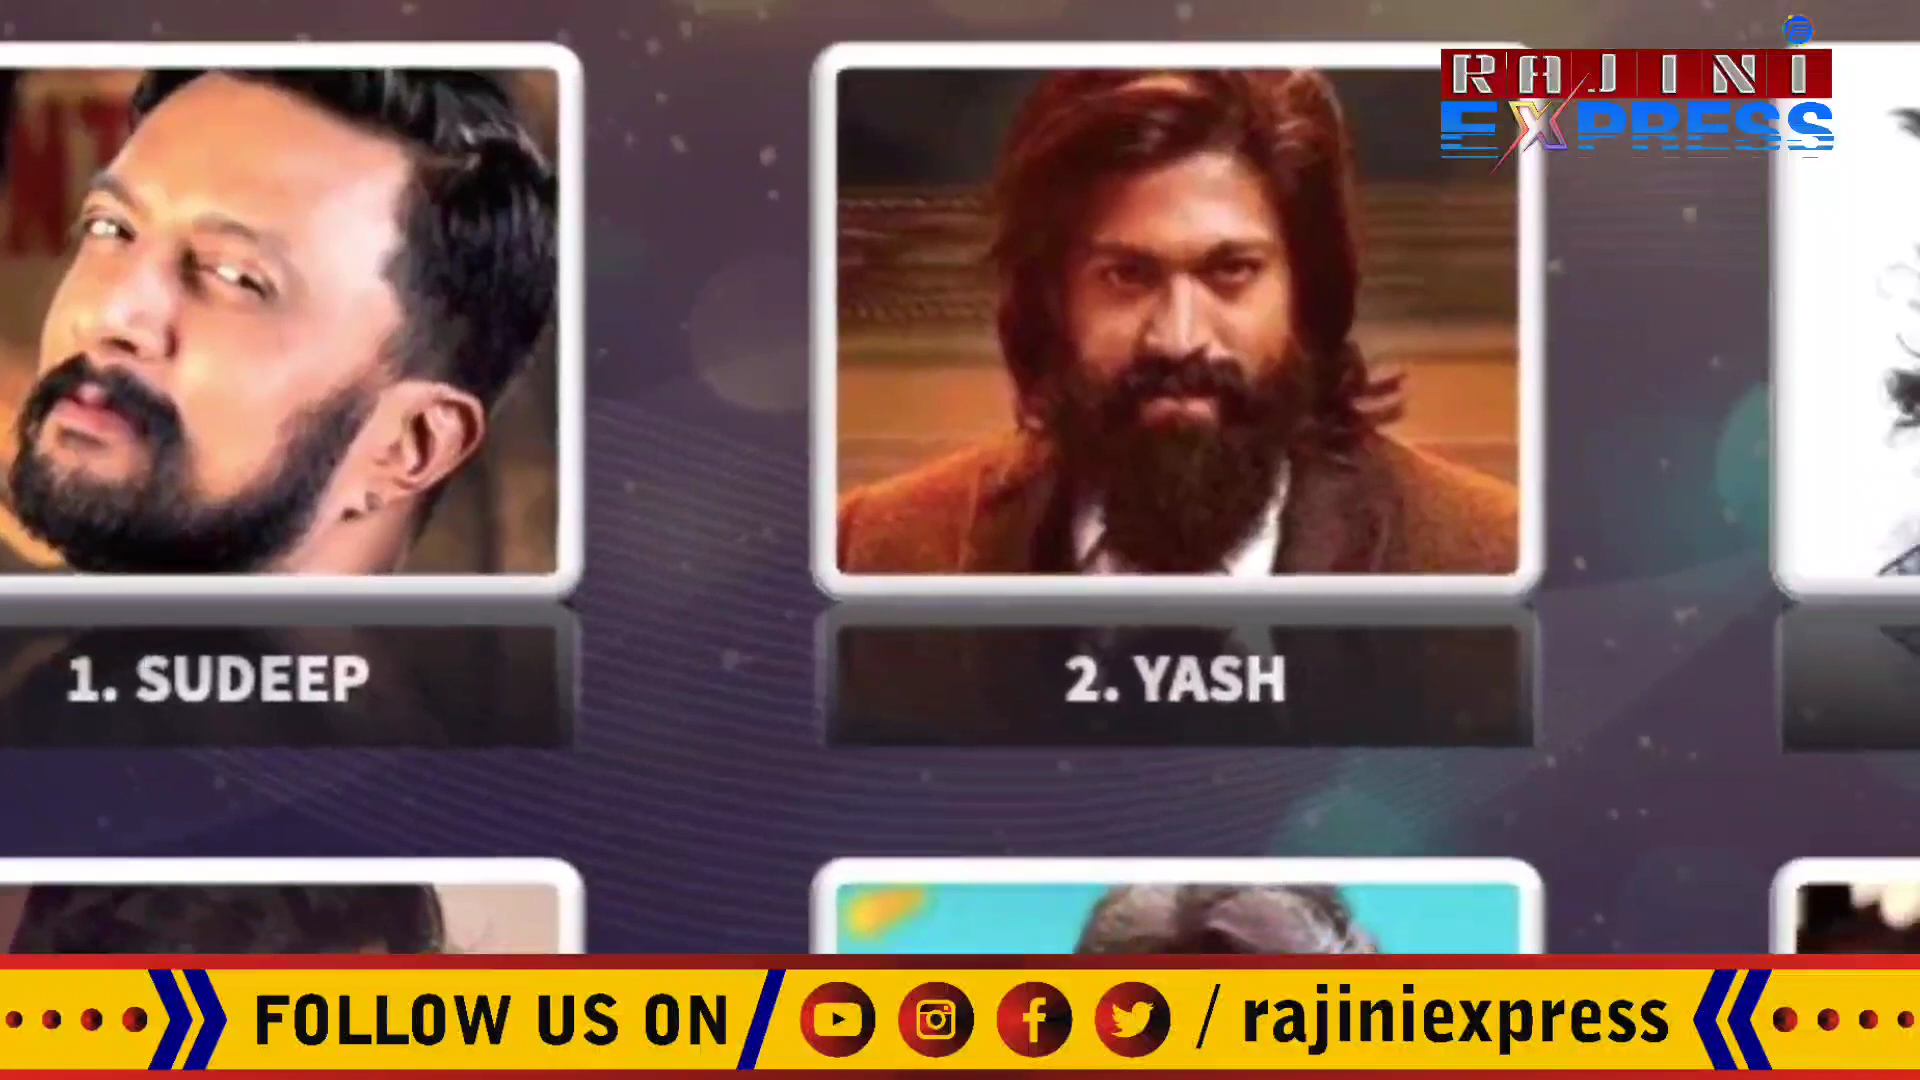 RAJINI
EXPRESS
1. SUDEEP
2. YASH
FOLLOW US ON
/ rajiniexpress